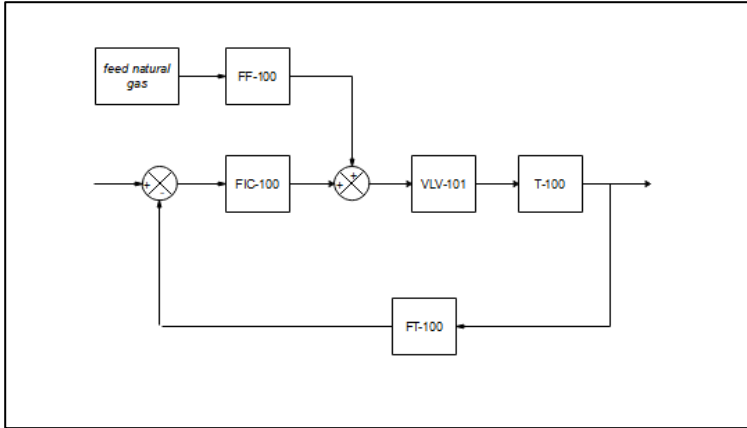 feed natural
gas
FF-100
+
+
-
FIC-100
+
VLV-101
T-100
FT-100